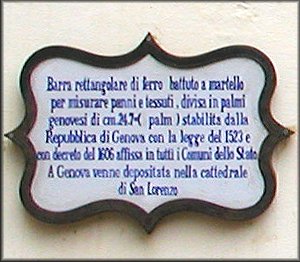 Barra rettangolare di ferro battuto a martello
per misurare panni e tessuti, divisa in palmi
genovesi di cm.24.7=( palm ) stabilita dalla
Repubblica di Genova con la legge del 1523 e
con decreto del 1806 affissa in tutti i Comuni dello Stato
A Genova venne depositata nella cattedrale
di San Lorenzo